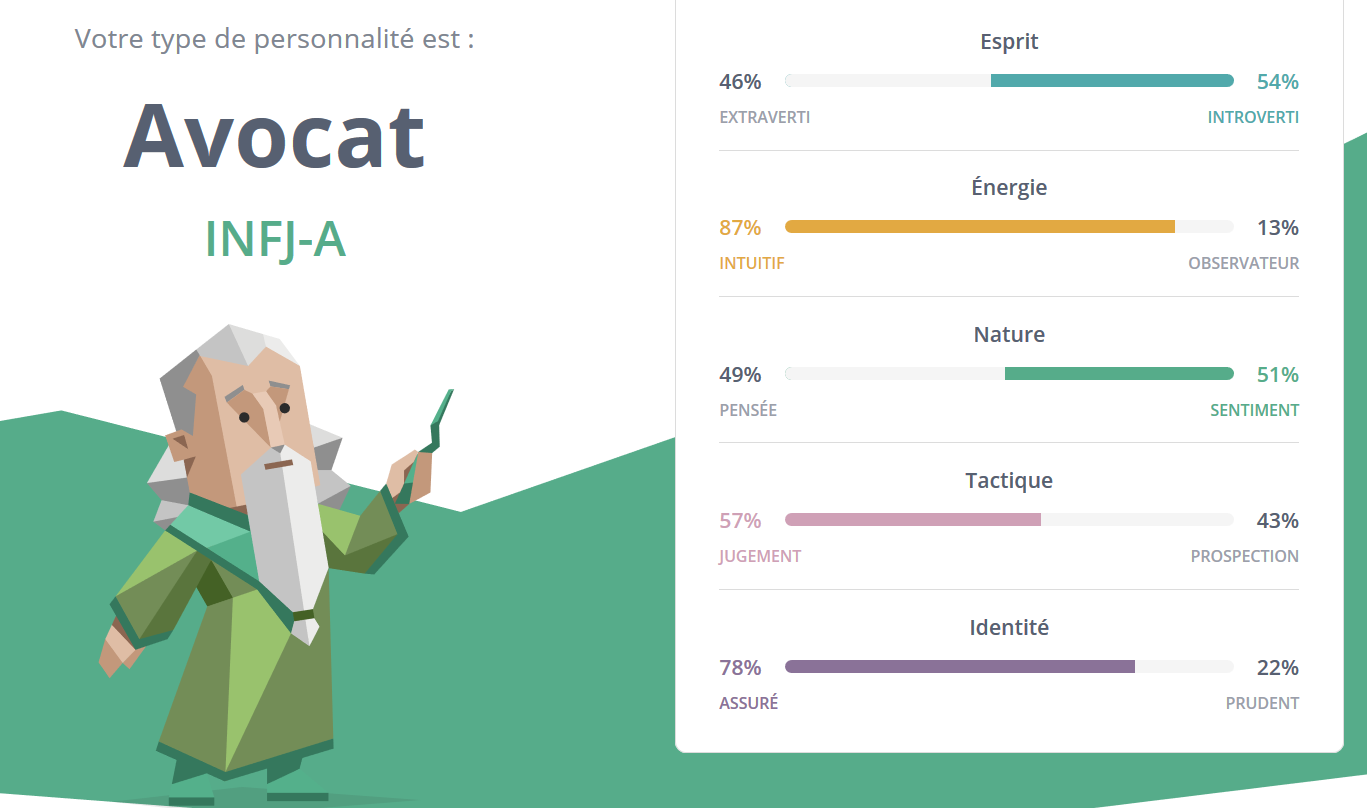 Votre type de personnalité est :
Avocat
INFJ-A
Esprit
46% 54%
EXTRAVERTI INTROVERTI
Énergie
87% 13%
INTUITIF OBSERVATEUR
Nature
49% 51%
PENSÉE SENTIMENT
Tactique
57% 43%
JUGEMENT PROSPECTION
Identité
78% 22%
ASSURÉ PRUDENT